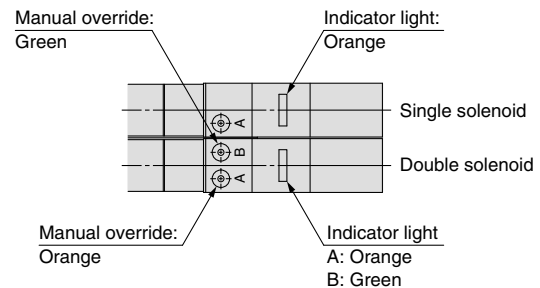 Manual override:
Green
Indicator light:
Orange
A
Single solenoid
B
Double solenoid
A
Manual override:
Orange
Indicator light
A: Orange
B: Green